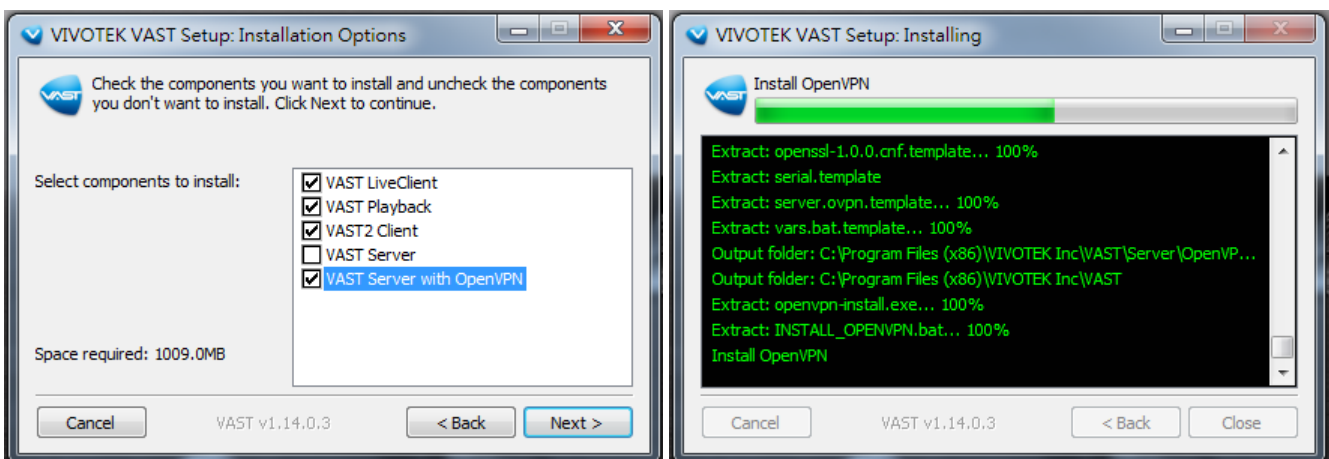 VIVOTEK VAST Setup: Installation Options
Check the components you want to install and uncheck the components
you don't want to install. Click Next to continue.
Select components to install:
VAST LiveClient
VAST Playback
VAST2 Client
VAST Server
VAST Server with OpenVPN
Space required: 1009.0MB
Cancel
VAST v1.14.0.3
< Back
Next >
VIVOTEK VAST Setup: Installing
VAST
Install OpenVPN
Extract: openssl-1.0.0.cnf.template... 100%
Extract: serial.template
Extract: server.ovpn.template... 100%
Extract: vars.bat.template... 100%
Output folder: C:\Program Files (x86)\VIVOTEK Inc\VAST\Server\OpenVP...
Output folder: C:\Program Files (x86)\VIVOTEK Inc\VAST
Extract: openvpn-install.exe... 100%
Extract: INSTALL_OPENVPN.bat... 100%
Install OpenVPN
Cancel
VAST v1.14.0.3
< Back
Close